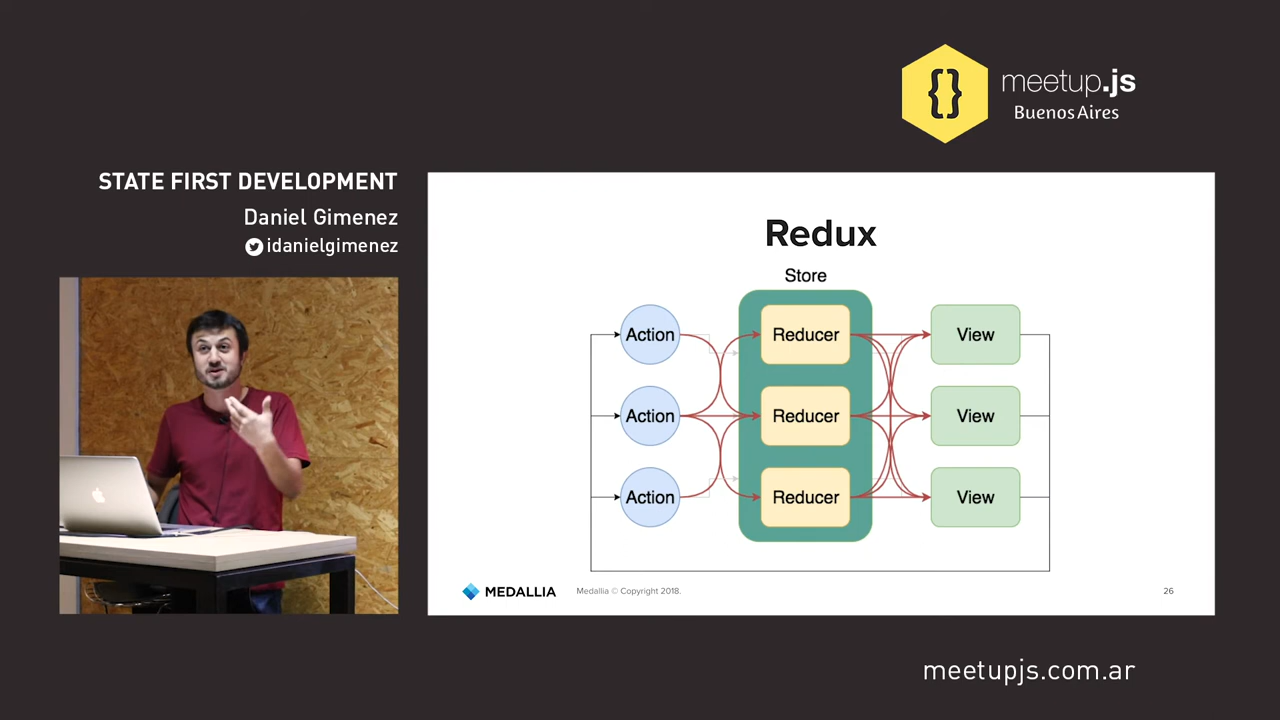 {}
meetup.js
Buenos Aires
STATE FIRST DEVELOPMENT
Daniel Gimenez
idanielgimenez
Redux
Store
Action
Reducer
View
Action
Reducer
View
Action
Reducer
View
MEDALLIA
Medallia © Copyright 2018.
26
meetupjs.com.ar